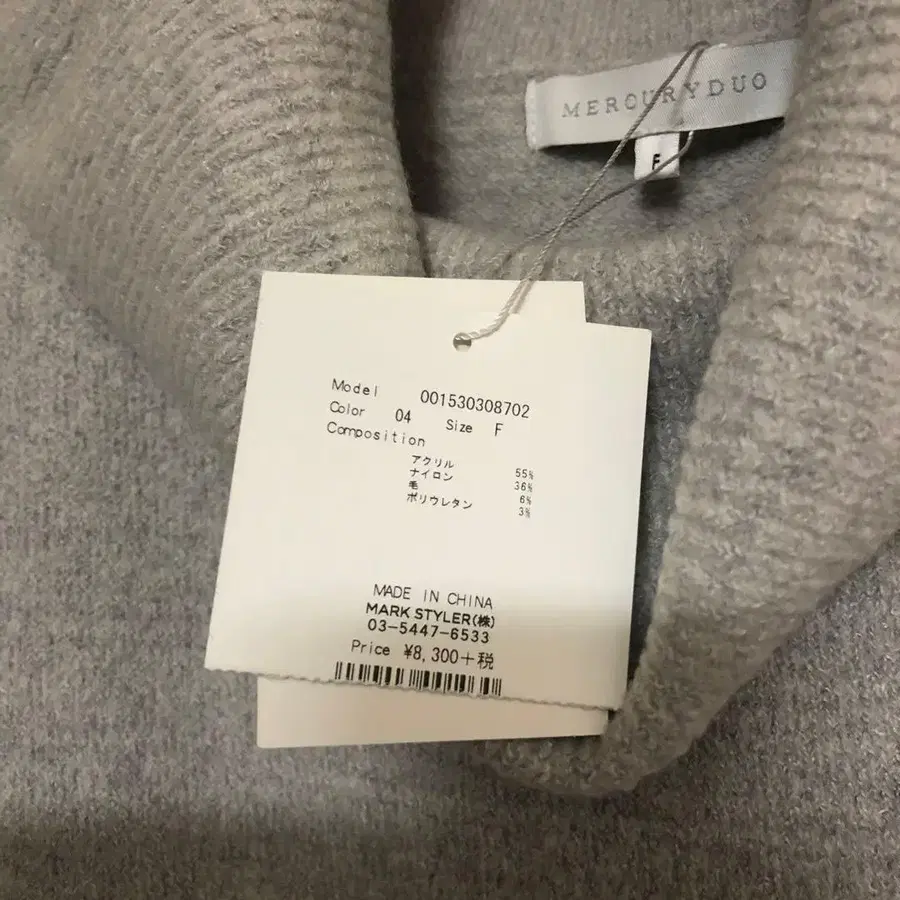 MERCURYDUO
F
Model 001530308702
Color 04 Size F
Composition
アクリル 55%
ナイロン 36%
毛 6%
ポリウレタン 3%
MADE IN CHINA
MARK STYLER(株)
03-5447-6533
Price ¥8,300+税